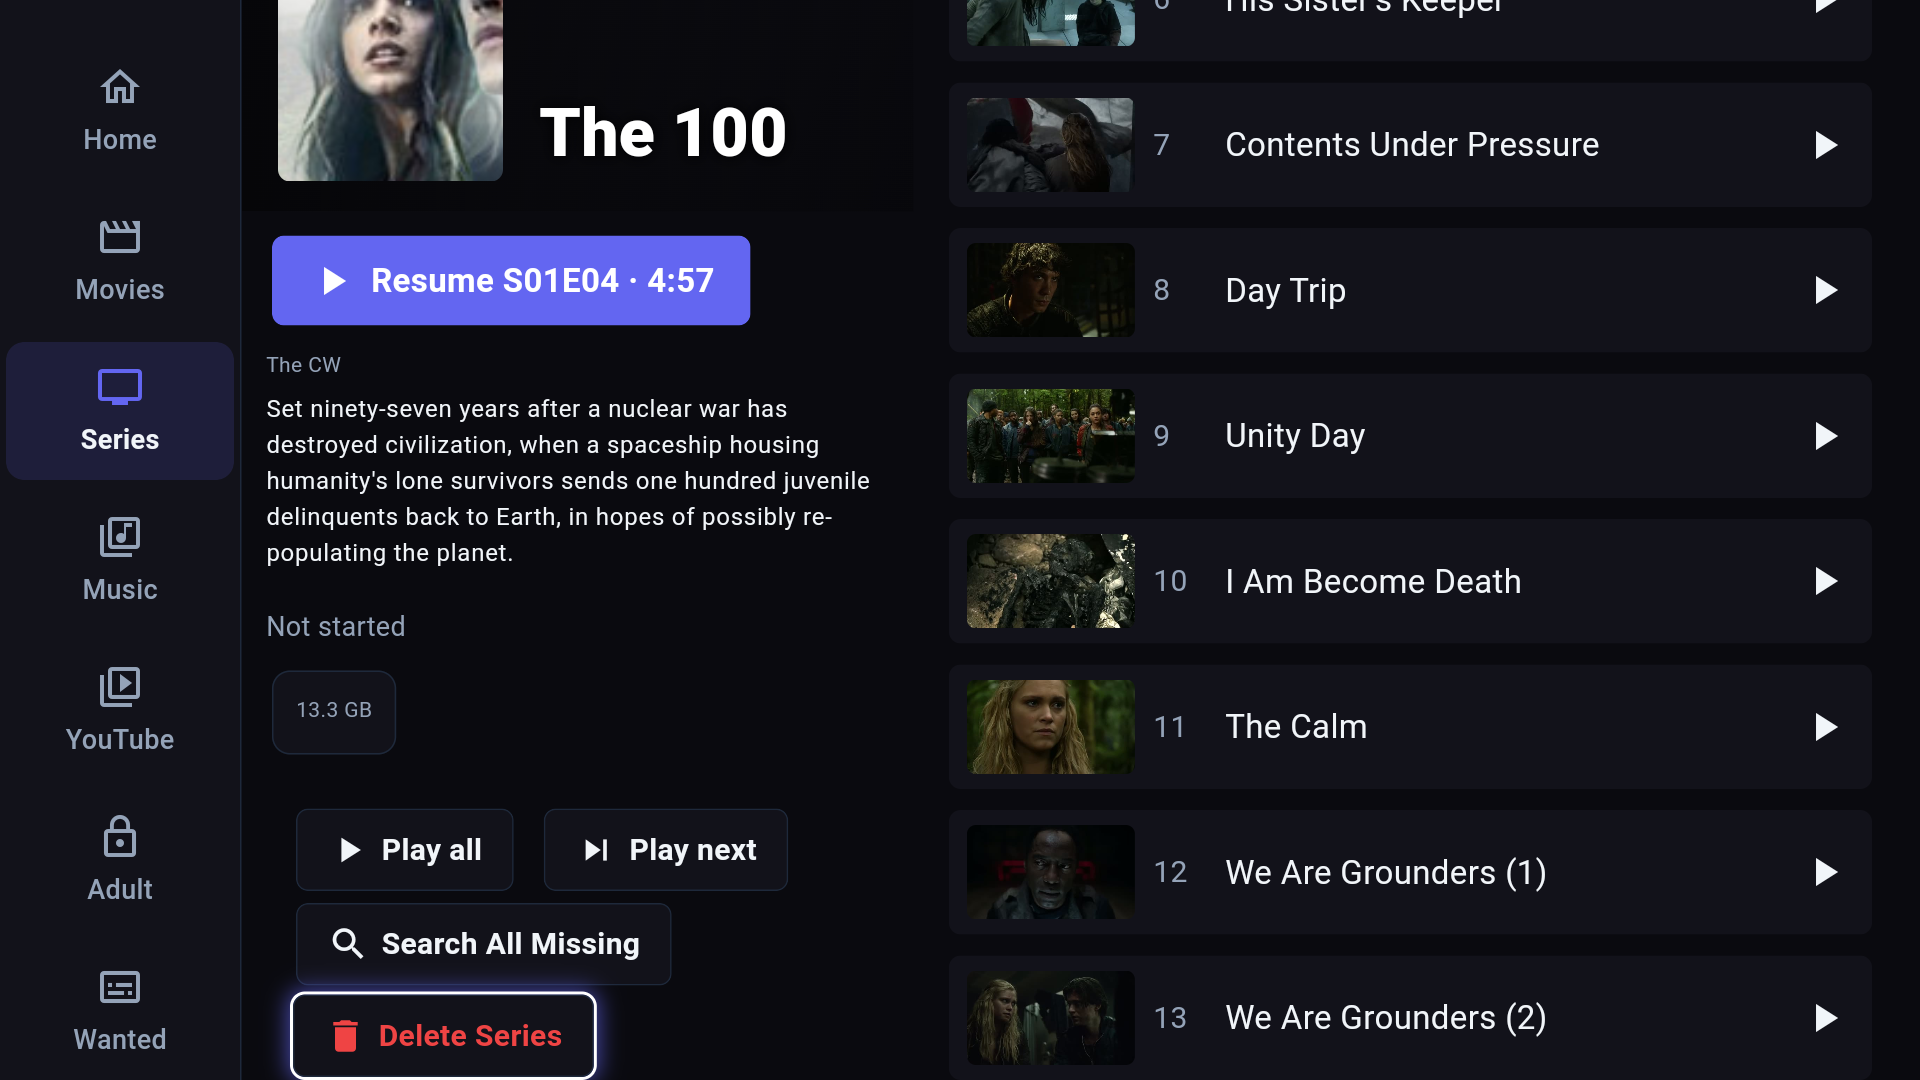 Home
Movies
Series
Music
YouTube
Adult
Wanted
The 100
Resume S01E04 · 4:57
The CW
Set ninety-seven years after a nuclear war has
destroyed civilization, when a spaceship housing
humanity's lone survivors sends one hundred juvenile
delinquents back to Earth, in hopes of possibly re-
populating the planet.
Not started
13.3 GB
Play all
Play next
Search All Missing
Delete Series
6 His Sister's Keeper
7 Contents Under Pressure
8 Day Trip
9 Unity Day
10 I Am Become Death
11 The Calm
12 We Are Grounders (1)
13 We Are Grounders (2)